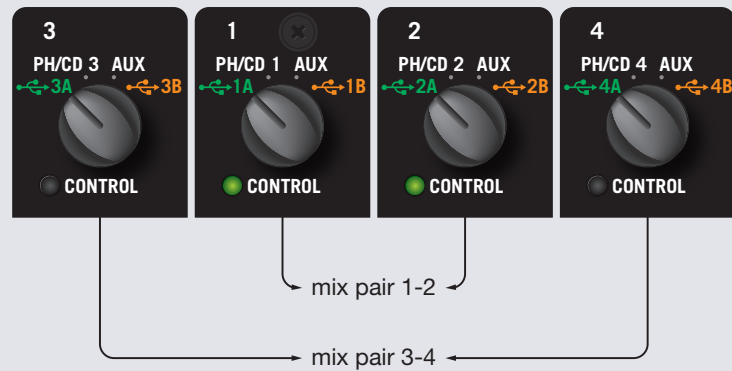 3
PH/CD 3 AUX
3A 3B
CONTROL
1
PH/CD 1 AUX
1A 1B
CONTROL
2
PH/CD 2 AUX
2A 2B
CONTROL
4
PH/CD 4 AUX
4A 4B
CONTROL
mix pair 1-2
mix pair 3-4